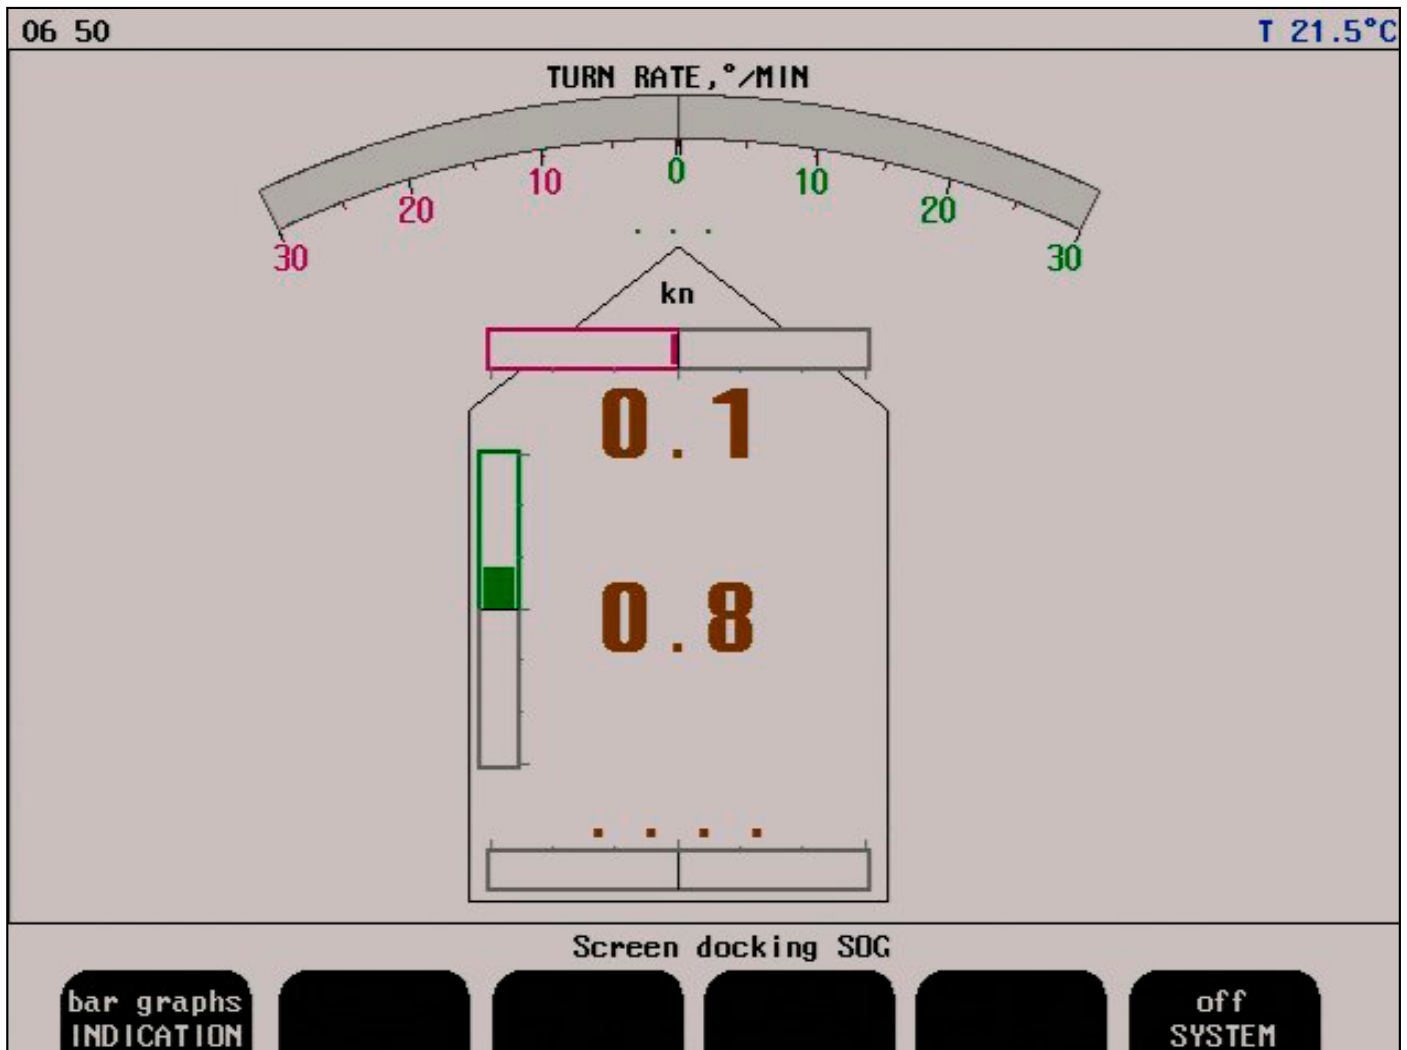 06 50 T 21.5°C
TURN RATE,°/MIN
30 20 10 0 10 20 30
. . .
kn
0.1
0.8
. . . .
Screen docking SOG
bar graphs off
INDICATION SYSTEM